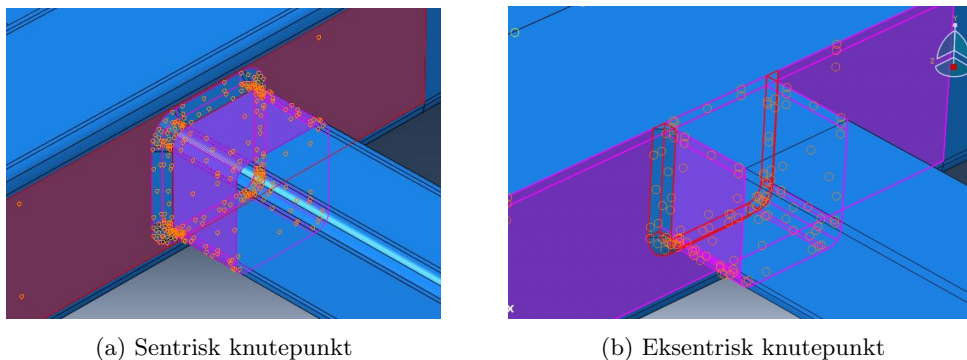 Y
Z
X
(a) Sentrisk knutepunkt
(b) Eksentrisk knutepunkt